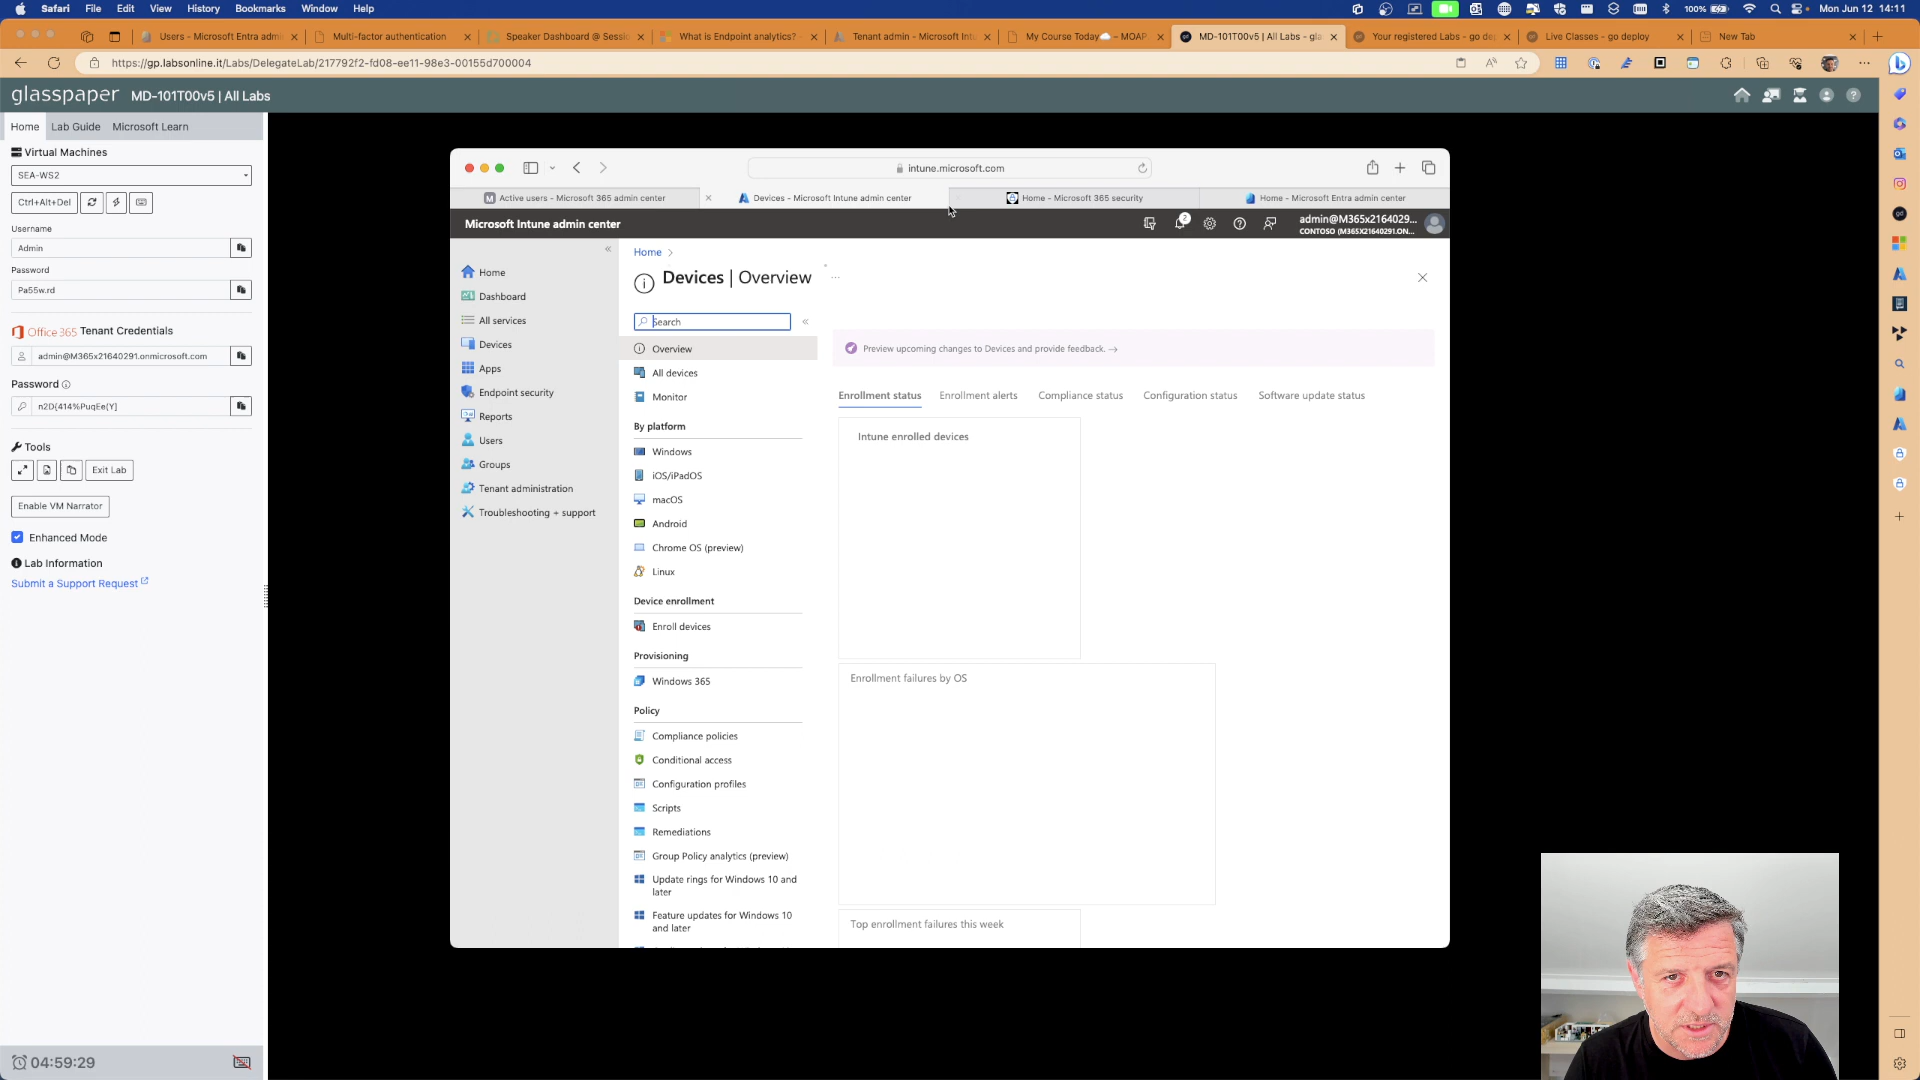 Safari File Edit View History Bookmarks Window Help
100% Mon Jun 12 14:11
Users - Microsoft Entra admi
Multi-factor authentication
Speaker Dashboard @ Sessio
What is Endpoint analytics? -
Tenant admin - Microsoft Int
My Course Today - MOAP
MD-101T00v5 | All Labs - gla
Your registered Labs - go de
Live Classes - go deploy
New Tab
https://gp.labsonline.it/Labs/DelegateLab/217792f2-fd08-ee11-98e3-00155d700004
glasspaper MD-101T00v5 | All Labs
Home Lab Guide Microsoft Learn
Virtual Machines
SEA-WS2
Ctrl+Alt+Del
Username
Admin
Password
Pa55w.rd
Office 365 Tenant Credentials
admin@M365x21640291.onmicrosoft.com
Password
n2D{414%PuqEe(Y]
Tools
Exit Lab
Enable VM Narrator
Enhanced Mode
Lab Information
Submit a Support Request
04:59:29
intune.microsoft.com
Active users - Microsoft 365 admin center
Devices - Microsoft Intune admin center
Home - Microsoft 365 security
Home - Microsoft Entra admin center
Microsoft Intune admin center
2
admin@M365x2164029...
CONTOSO (M365X21640291.ON...
Home
Dashboard
All services
Devices
Apps
Endpoint security
Reports
Users
Groups
Tenant administration
Troubleshooting + support
Home >
Devices | Overview
Search
Overview
All devices
Monitor
By platform
Windows
iOS/iPadOS
macOS
Android
Chrome OS (preview)
Linux
Device enrollment
Enroll devices
Provisioning
Windows 365
Policy
Compliance policies
Conditional access
Configuration profiles
Scripts
Remediations
Group Policy analytics (preview)
Update rings for Windows 10 and
later
Feature updates for Windows 10
and later
Preview upcoming changes to Devices and provide feedback. →
Enrollment status Enrollment alerts Compliance status Configuration status Software update status
Intune enrolled devices
Enrollment failures by OS
Top enrollment failures this week